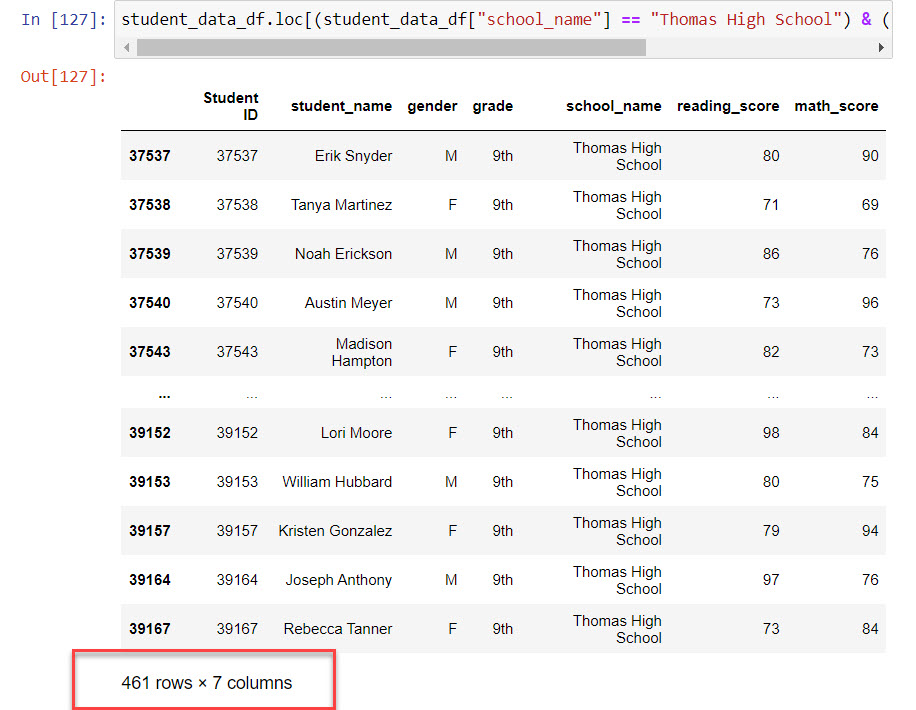 In [127]: student_data_df.loc[(student_data_df["school_name"] == "Thomas High School") & (
Out[127]:
Student ID student_name gender grade school_name reading_score math_score
37537 37537 Erik Snyder M 9th Thomas High School 80 90
37538 37538 Tanya Martinez F 9th Thomas High School 71 69
37539 37539 Noah Erickson M 9th Thomas High School 86 76
37540 37540 Austin Meyer M 9th Thomas High School 73 96
37543 37543 Madison Hampton F 9th Thomas High School 82 73
... ... ... ... ... ... ... ...
39152 39152 Lori Moore F 9th Thomas High School 98 84
39153 39153 William Hubbard M 9th Thomas High School 80 75
39157 39157 Kristen Gonzalez F 9th Thomas High School 79 94
39164 39164 Joseph Anthony M 9th Thomas High School 97 76
39167 39167 Rebecca Tanner F 9th Thomas High School 73 84
461 rows × 7 columns